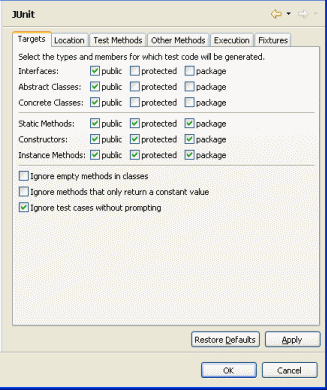 JUnit
Targets Location Test Methods Other Methods Execution Fixtures
Select the types and members for which test code will be generated.
Interfaces: public protected package
Abstract Classes: public protected package
Concrete Classes: public protected package
Static Methods: public protected package
Constructors: public protected package
Instance Methods: public protected package
Ignore empty methods in classes
Ignore methods that only return a constant value
Ignore test cases without prompting
Restore Defaults Apply
OK Cancel